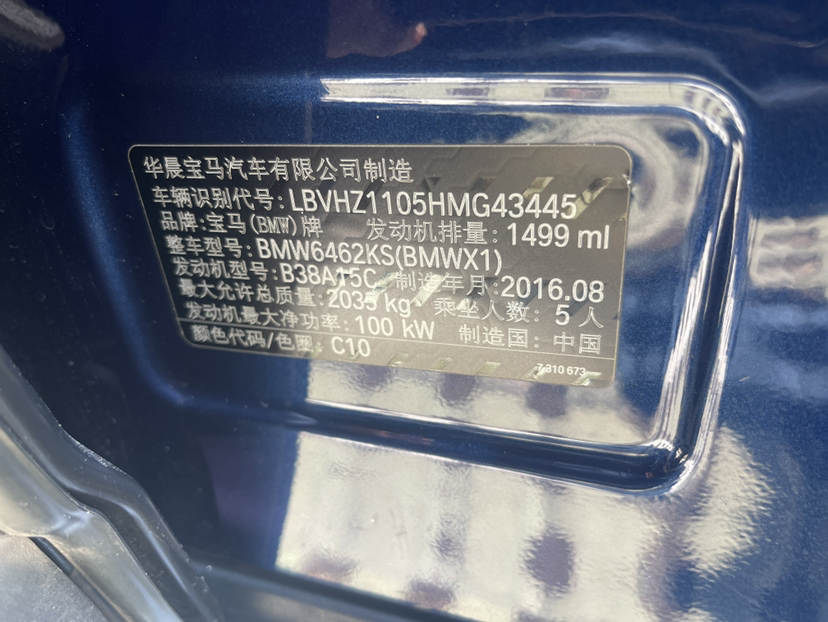 华晨宝马汽车有限公司制造
车辆识别代号: LBVHZ1105HMG43445
品牌: 宝马(BMW)牌 发动机排量: 1499 ml
整车型号: BMW6462KS(BMWX1)
发动机型号: B38A15C 制造年月: 2016.08
最大允许总质量: 2035 kg 乘坐人数: 5 人
发动机最大净功率: 100 kW 制造国: 中国
颜色代码/色圈: C10
7 310 673